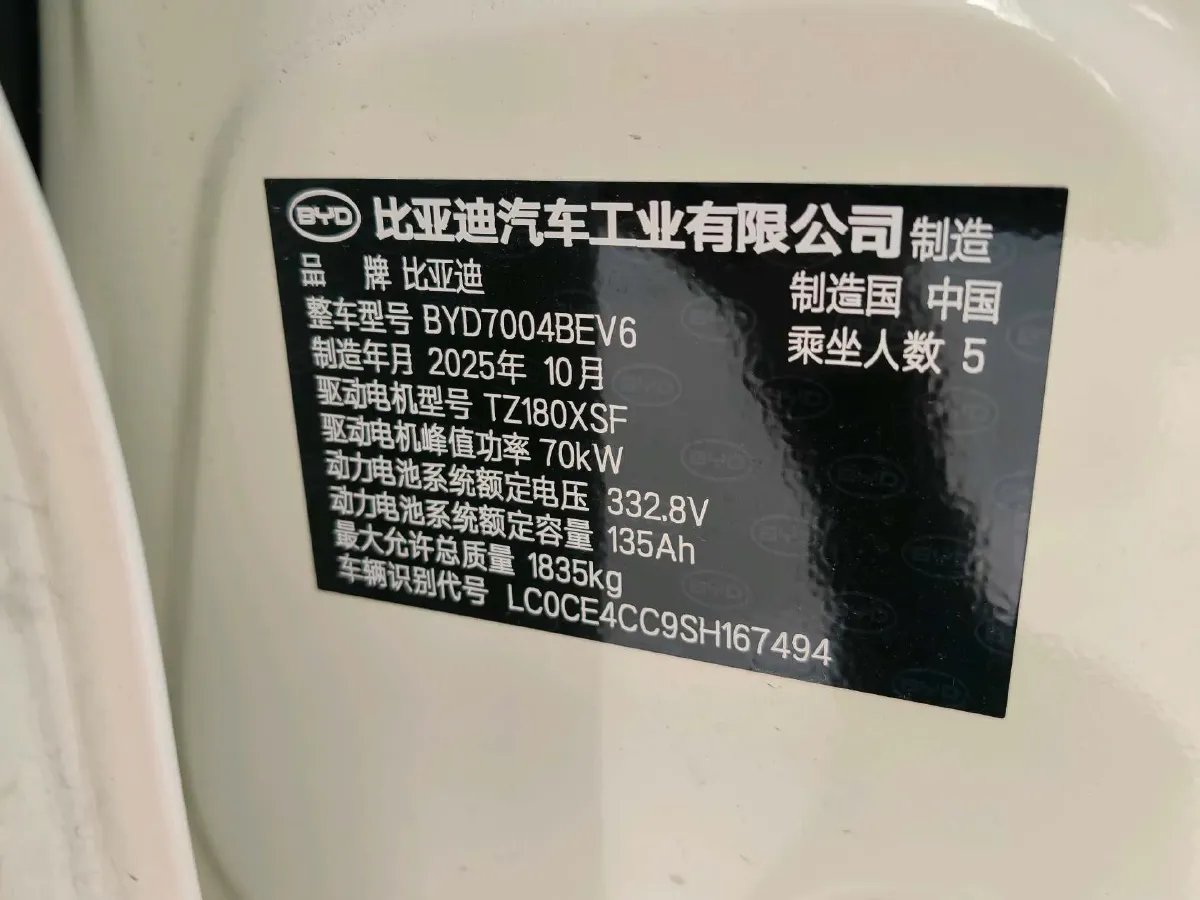 BYD 比亚迪汽车工业有限公司 制造
品 牌 比亚迪
制造国 中国
整车型号 BYD7004BEV6
乘坐人数 5
制造年月 2025年 10月
驱动电机型号 TZ180XSF
驱动电机峰值功率 70kW
动力电池系统额定电压 332.8V
动力电池系统额定容量 135Ah
最大允许总质量 1835kg
车辆识别代号 LC0CE4CC9SH167494